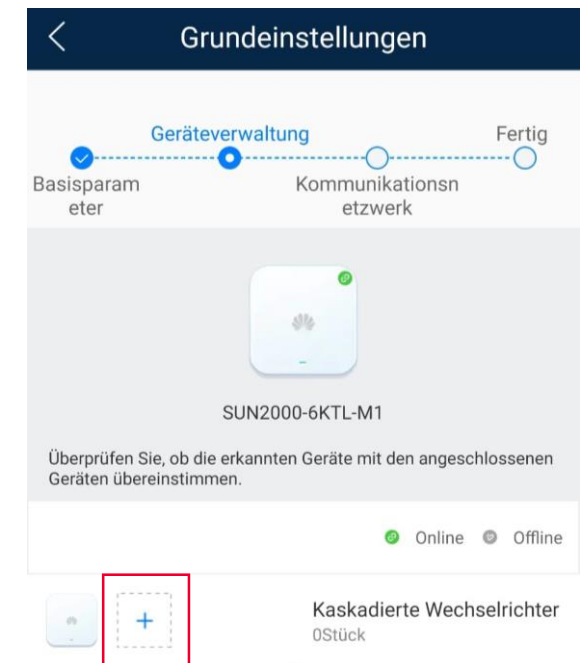 Grundeinstellungen
Geräteverwaltung
Fertig
Basisparam
eter
Kommunikationsn
etzwerk
SUN2000-6KTL-M1
Überprüfen Sie, ob die erkannten Geräte mit den angeschlossenen
Geräten übereinstimmen.
Online Offline
Kaskadierte Wechselrichter
0Stück